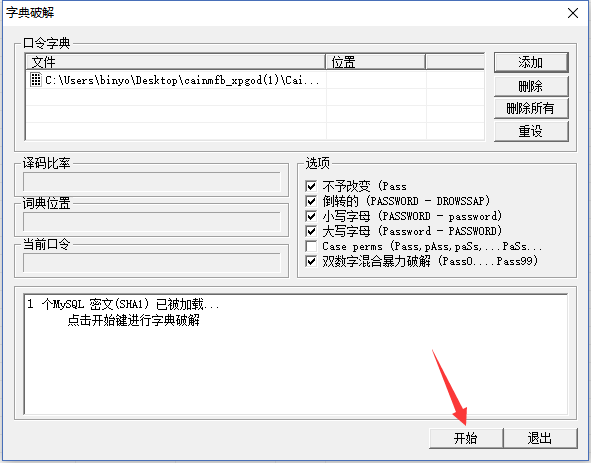 字典破解
口令字典
文件 位置
C:\Users\binyo\Desktop\cainmfb_xpgod(1)\Cai...
添加
删除
删除所有
重设
译码比率
词典位置
当前口令
选项
不予改变 (Pass
倒转的 (PASSWORD - DROWSSAP)
小写字母 (PASSWORD - password)
大写字母 (Password - PASSWORD)
Case perms (Pass,pAss,paSs,...PaSs...
双数字混合暴力破解 (Pass0....Pass99)
1 个MySQL 密文(SHA1) 已被加载...
点击开始键进行字典破解
开始 退出